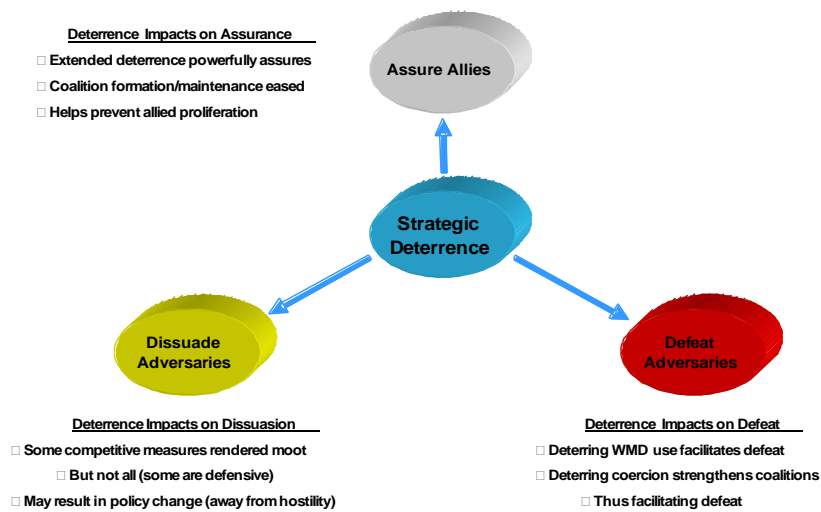 Deterrence Impacts on Assurance
□ Extended deterrence powerfully assures
□ Coalition formation/maintenance eased
□ Helps prevent allied proliferation
Assure Allies
Strategic
Deterrence
Dissuade
Adversaries
Defeat
Adversaries
Deterrence Impacts on Dissuasion
□ Some competitive measures rendered moot
□ But not all (some are defensive)
□ May result in policy change (away from hostility)
Deterrence Impacts on Defeat
□ Deterring WMD use facilitates defeat
□ Deterring coercion strengthens coalitions
□ Thus facilitating defeat